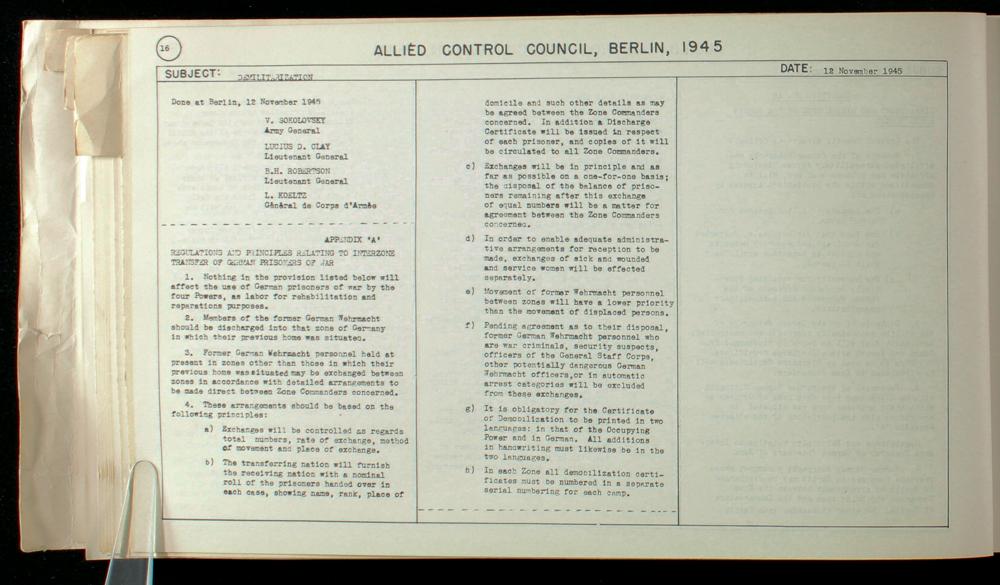 16
ALLIED CONTROL COUNCIL, BERLIN, 1945
SUBJECT: DEMILITARIZATION
DATE: 12 November 1945
Done at Berlin, 12 November 1945
V. SOKOLOVSKY
Army General
LUCIUS D. CLAY
Lieutenant General
B.H. ROBERTSON
Lieutenant General
L. KOELTZ
Général de Corps d'Armée
APPENDIX "A"
REGULATIONS AND PRINCIPLES RELATING TO INTERZONE
TRANSFER OF GERMAN PRISONERS OF WAR
1. Nothing in the provision listed below will
affect the use of German prisoners of war by the
four Powers, as labor for rehabilitation and
reparations purposes.
2. Members of the former German Wehrmacht
should be discharged into that zone of Germany
in which their previous home was situated.
3. Former German Wehrmacht personnel held at
present in zones other than those in which their
previous home was situated may be exchanged between
zones in accordance with detailed arrangements to
be made direct between Zone Commanders concerned.
4. These arrangements should be based on the
following principles:
a) Exchanges will be controlled as regards
total numbers, rate of exchange, method
of movement and place of exchange.
b) The transferring nation will furnish
the receiving nation with a nominal
roll of the prisoners handed over in
each case, showing name, rank, place of
domicile and such other details as may
be agreed between the Zone Commanders
concerned. In addition a Discharge
Certificate will be issued in respect
of each prisoner, and copies of it will
be circulated to all Zone Commanders.
c) Exchanges will be in principle and as
far as possible on a one-for-one basis;
the disposal of the balance of priso-
ners remaining after this exchange
of equal numbers will be a matter for
agreement between the Zone Commanders
concerned.
d) In order to enable adequate administra-
tive arrangements for reception to be
made, exchanges of sick and wounded
and service women will be effected
separately.
e) Movement of former Wehrmacht personnel
between zones will have a lower priority
than the movement of displaced persons.
f) Pending agreement as to their disposal,
former German Wehrmacht personnel who
are war criminals, security suspects,
officers of the General Staff Corps,
other potentially dangerous German
Wehrmacht officers, or in automatic
arrest categories will be excluded
from these exchanges.
g) It is obligatory for the Certificate
of Demobilization to be printed in two
languages: in that of the Occupying
Power and in German. All additions
in handwriting must likewise be in the
two languages.
h) In each Zone all demobilization certi-
ficates must be numbered in a separate
serial numbering for each camp.